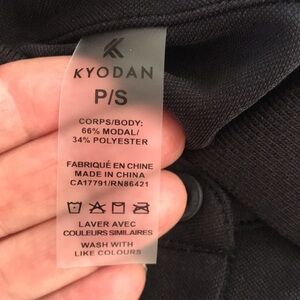 KYODAN
P/S
CORPS/BODY:
66% MODAL/
34% POLYESTER
FABRIQUÉ EN CHINE
MADE IN CHINA
CA17791/RN86421
LAVER AVEC
COULEURS SIMILAIRES
WASH WITH
LIKE COLOURS